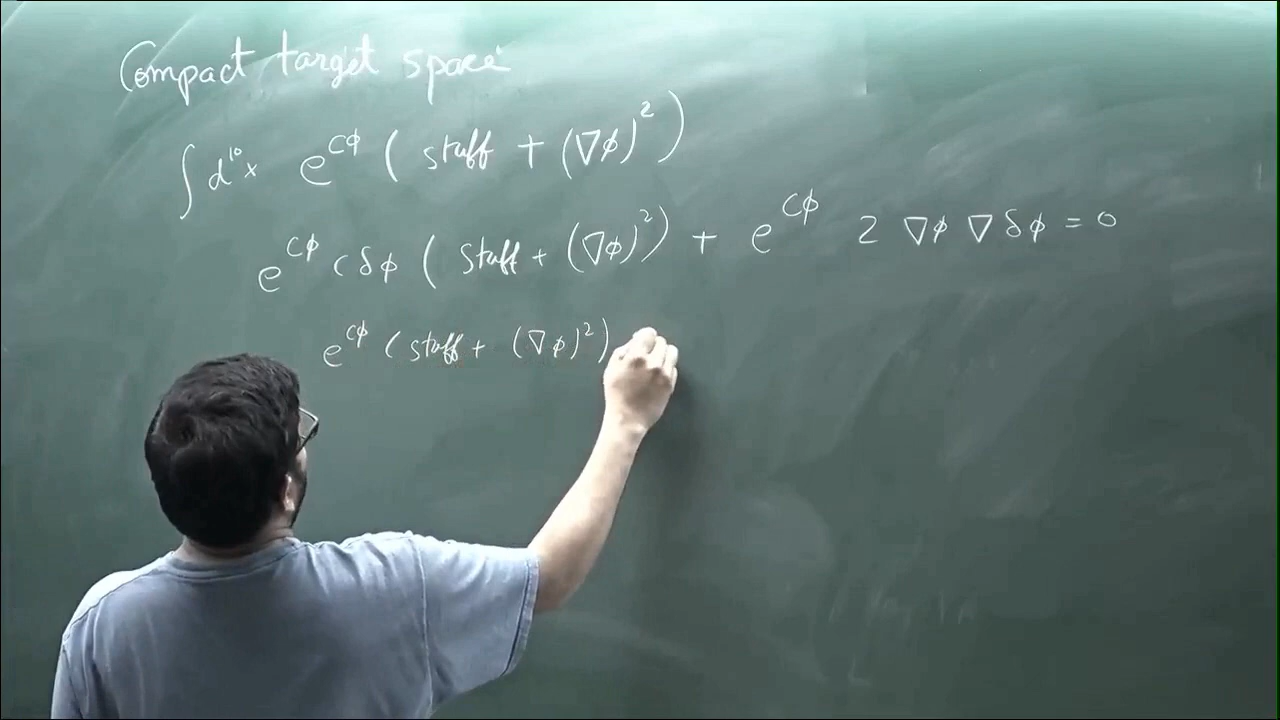 Compact target space
∫ d¹⁰x e^{cϕ} ( stuff + (∇ϕ)² )
e^{cϕ} c δϕ ( stuff + (∇ϕ)² ) + e^{cϕ} 2 ∇ϕ ∇ δϕ = 0
e^{cϕ} ( stuff + (∇ϕ)² )